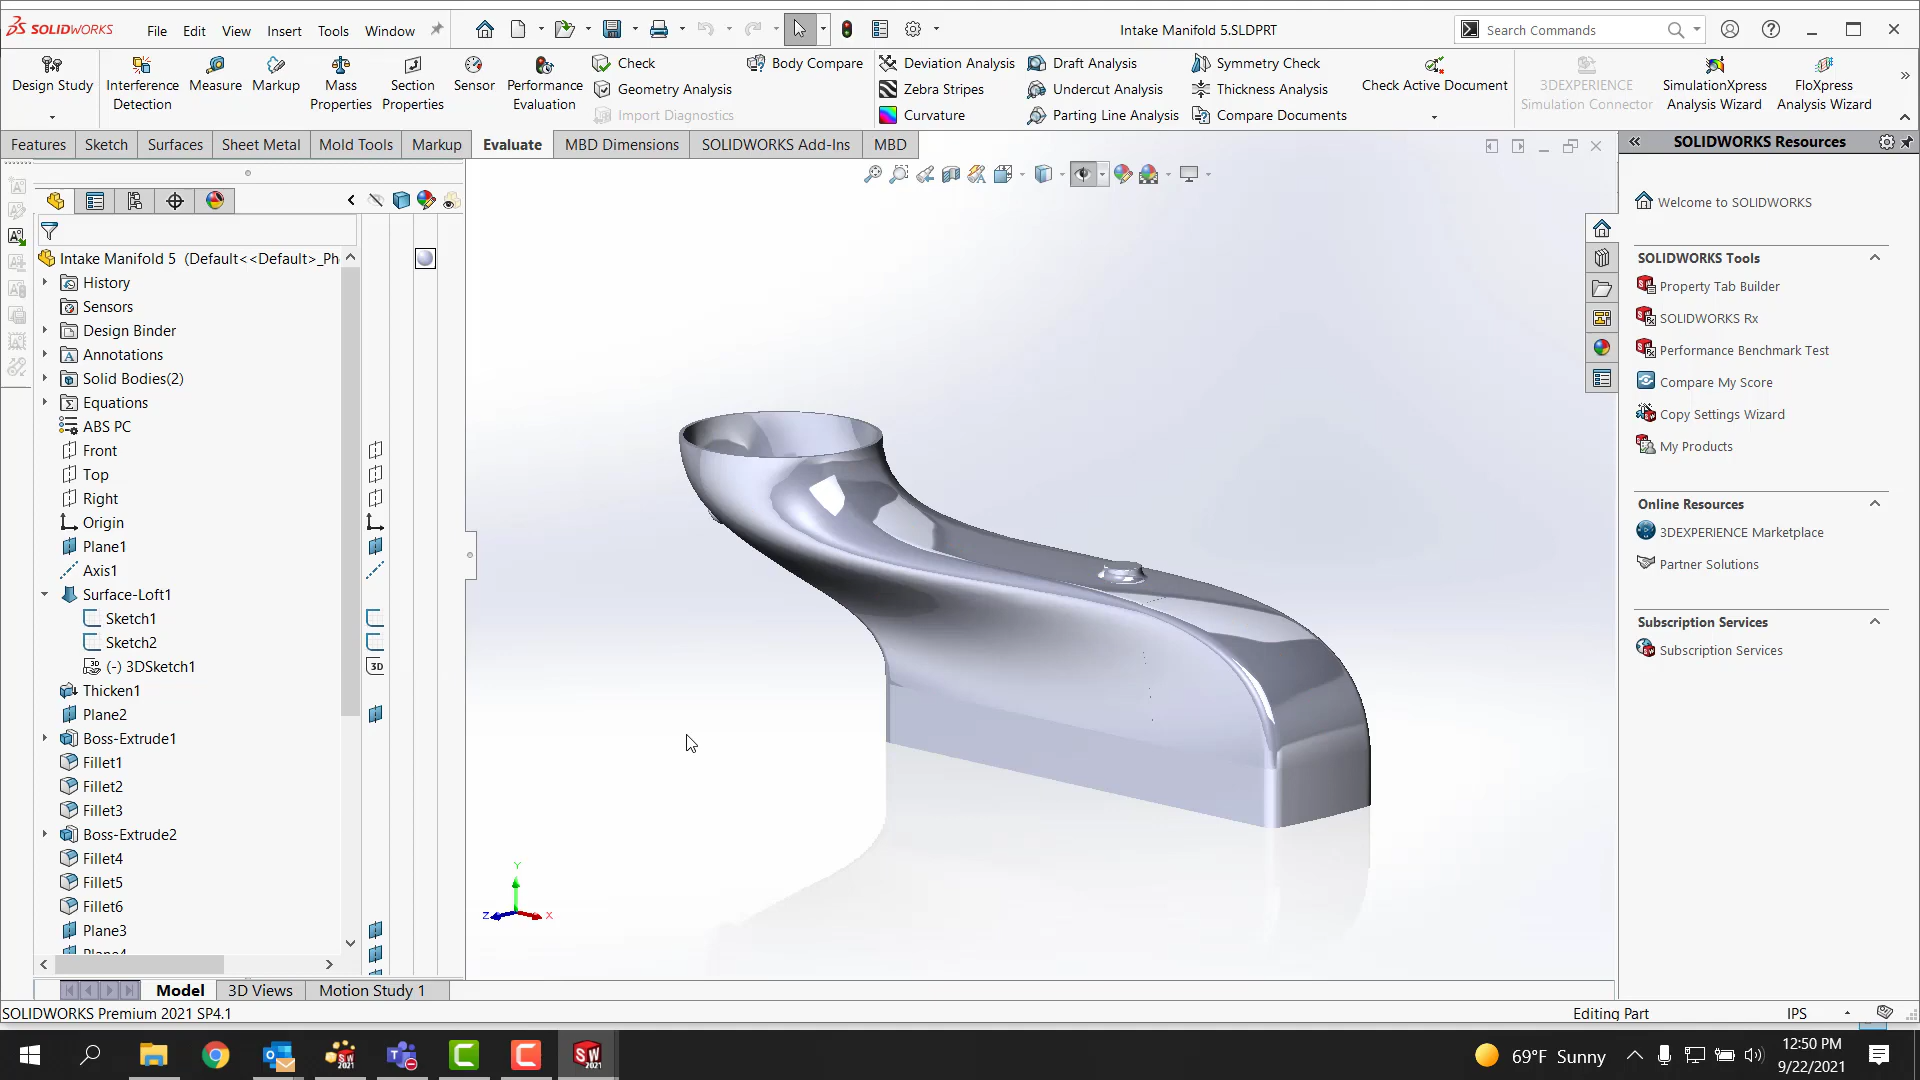 SOLIDWORKS File Edit View Insert Tools Window
Intake Manifold 5.SLDPRT
Search Commands
Design Study
Interference Detection
Measure
Markup
Mass Properties
Section Properties
Sensor
Performance Evaluation
Check
Geometry Analysis
Import Diagnostics
Body Compare
Deviation Analysis
Zebra Stripes
Curvature
Draft Analysis
Undercut Analysis
Parting Line Analysis
Symmetry Check
Thickness Analysis
Compare Documents
Check Active Document
3DEXPERIENCE Simulation Connector
SimulationXpress Analysis Wizard
FloXpress Analysis Wizard
Features Sketch Surfaces Sheet Metal Mold Tools Markup Evaluate MBD Dimensions SOLIDWORKS Add-Ins MBD
Intake Manifold 5 (Default<<Default>_Ph
History
Sensors
Design Binder
Annotations
Solid Bodies(2)
Equations
ABS PC
Front
Top
Right
Origin
Plane1
Axis1
Surface-Loft1
Sketch1
Sketch2
(-) 3DSketch1
3D
Thicken1
Plane2
Boss-Extrude1
Fillet1
Fillet2
Fillet3
Boss-Extrude2
Fillet4
Fillet5
Fillet6
Plane3
Y
Z
X
SOLIDWORKS Resources
Welcome to SOLIDWORKS
SOLIDWORKS Tools
Property Tab Builder
SOLIDWORKS Rx
Performance Benchmark Test
Compare My Score
Copy Settings Wizard
My Products
Online Resources
3DEXPERIENCE Marketplace
Partner Solutions
Subscription Services
Subscription Services
Model 3D Views Motion Study 1
SOLIDWORKS Premium 2021 SP4.1
Editing Part
IPS
69°F Sunny
12:50 PM
9/22/2021